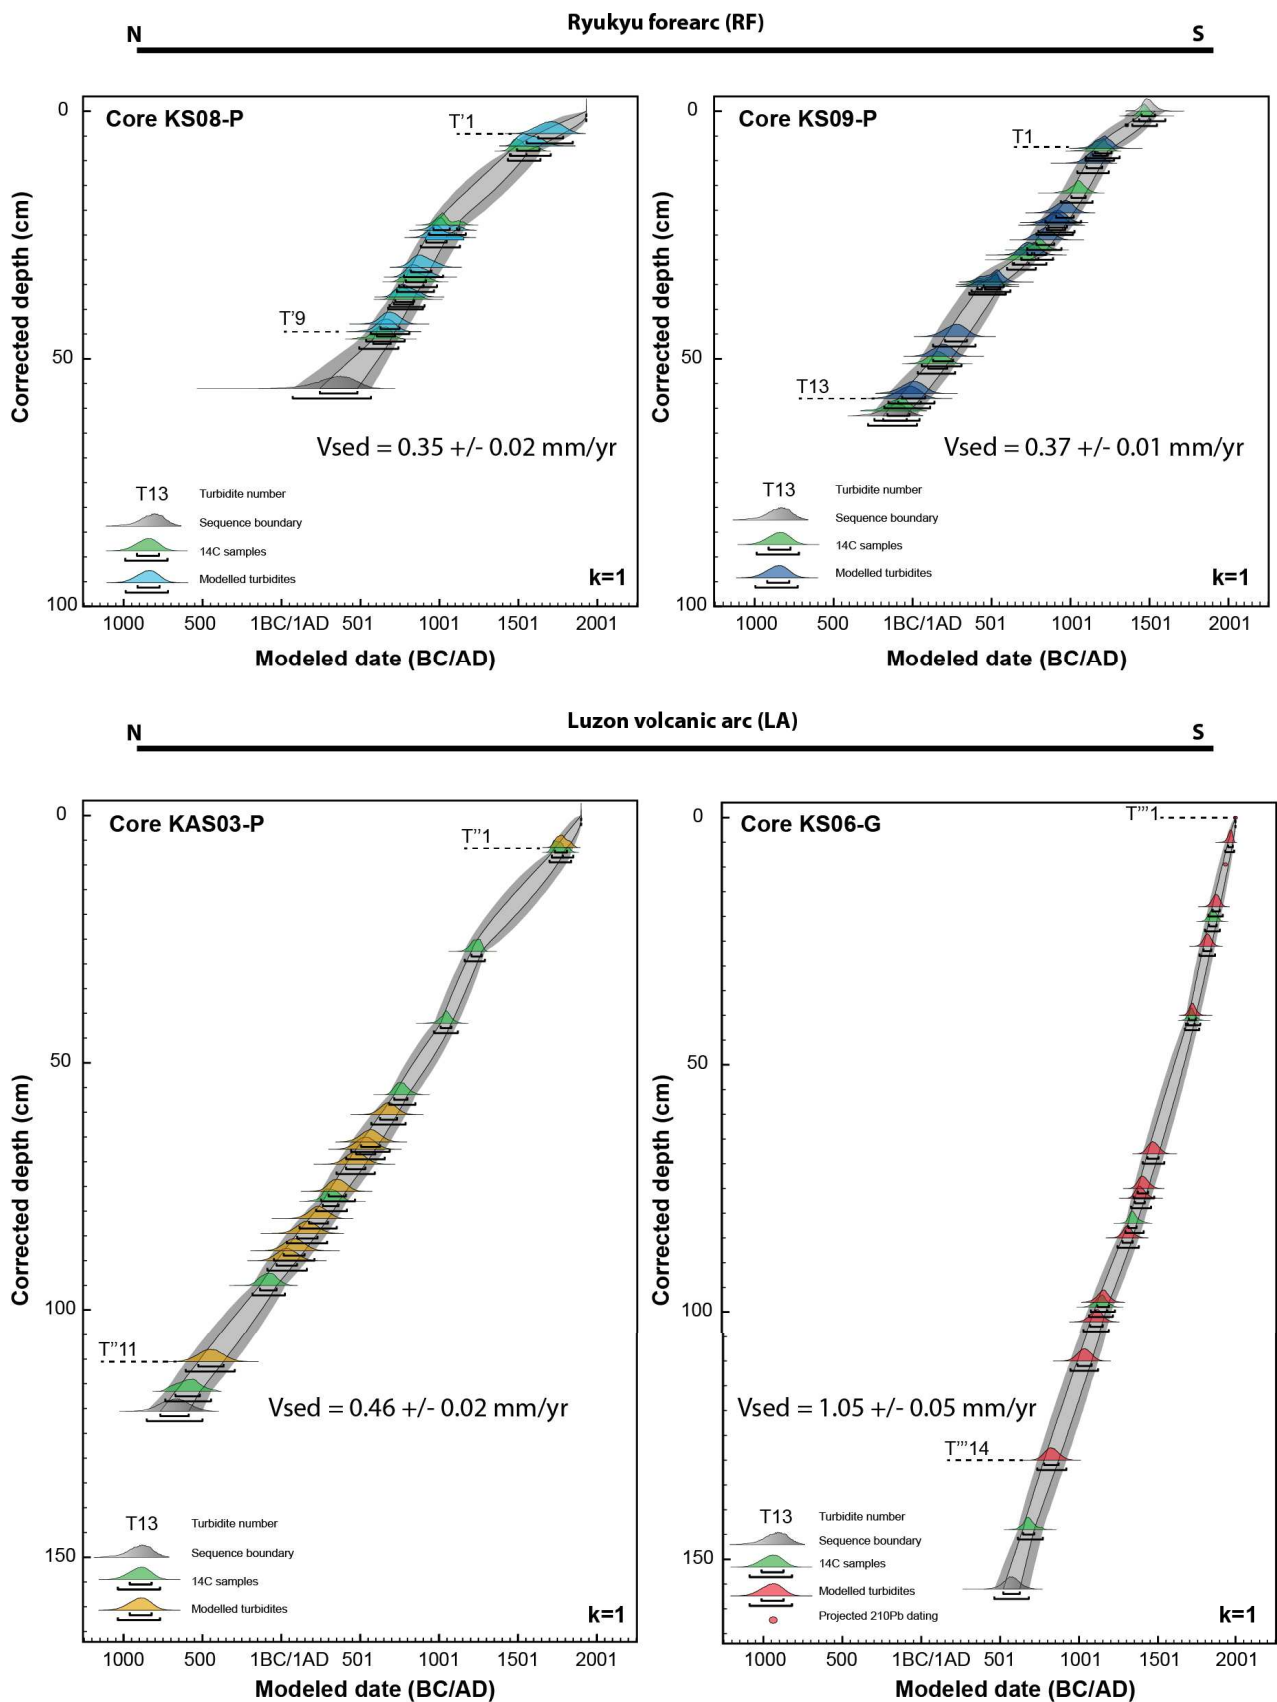 Ryukyu forearc (RF)
N S
Core KS08-P
T'1
T'9
Vsed = 0.35 +/- 0.02 mm/yr
T13 Turbidite number
Sequence boundary
14C samples
Modelled turbidites
k=1
0
50
100
Corrected depth (cm)
1000 500 1BC/1AD 501 1001 1501 2001
Modeled date (BC/AD)
Core KS09-P
T1
T13
Vsed = 0.37 +/- 0.01 mm/yr
T13 Turbidite number
Sequence boundary
14C samples
Modelled turbidites
k=1
0
50
100
Corrected depth (cm)
1000 500 1BC/1AD 501 1001 1501 2001
Modeled date (BC/AD)
Luzon volcanic arc (LA)
N S
Core KAS03-P
T''1
T''11
Vsed = 0.46 +/- 0.02 mm/yr
T13 Turbidite number
Sequence boundary
14C samples
Modelled turbidites
k=1
0
50
100
150
Corrected depth (cm)
1000 500 1BC/1AD 501 1001 1501 2001
Modeled date (BC/AD)
Core KS06-G
T'''1
T'''14
Vsed = 1.05 +/- 0.05 mm/yr
T13 Turbidite number
Sequence boundary
14C samples
Modelled turbidites
Projected 210Pb dating
k=1
0
50
100
150
Corrected depth (cm)
1000 500 1BC/1AD 501 1001 1501 2001
Modeled date (BC/AD)